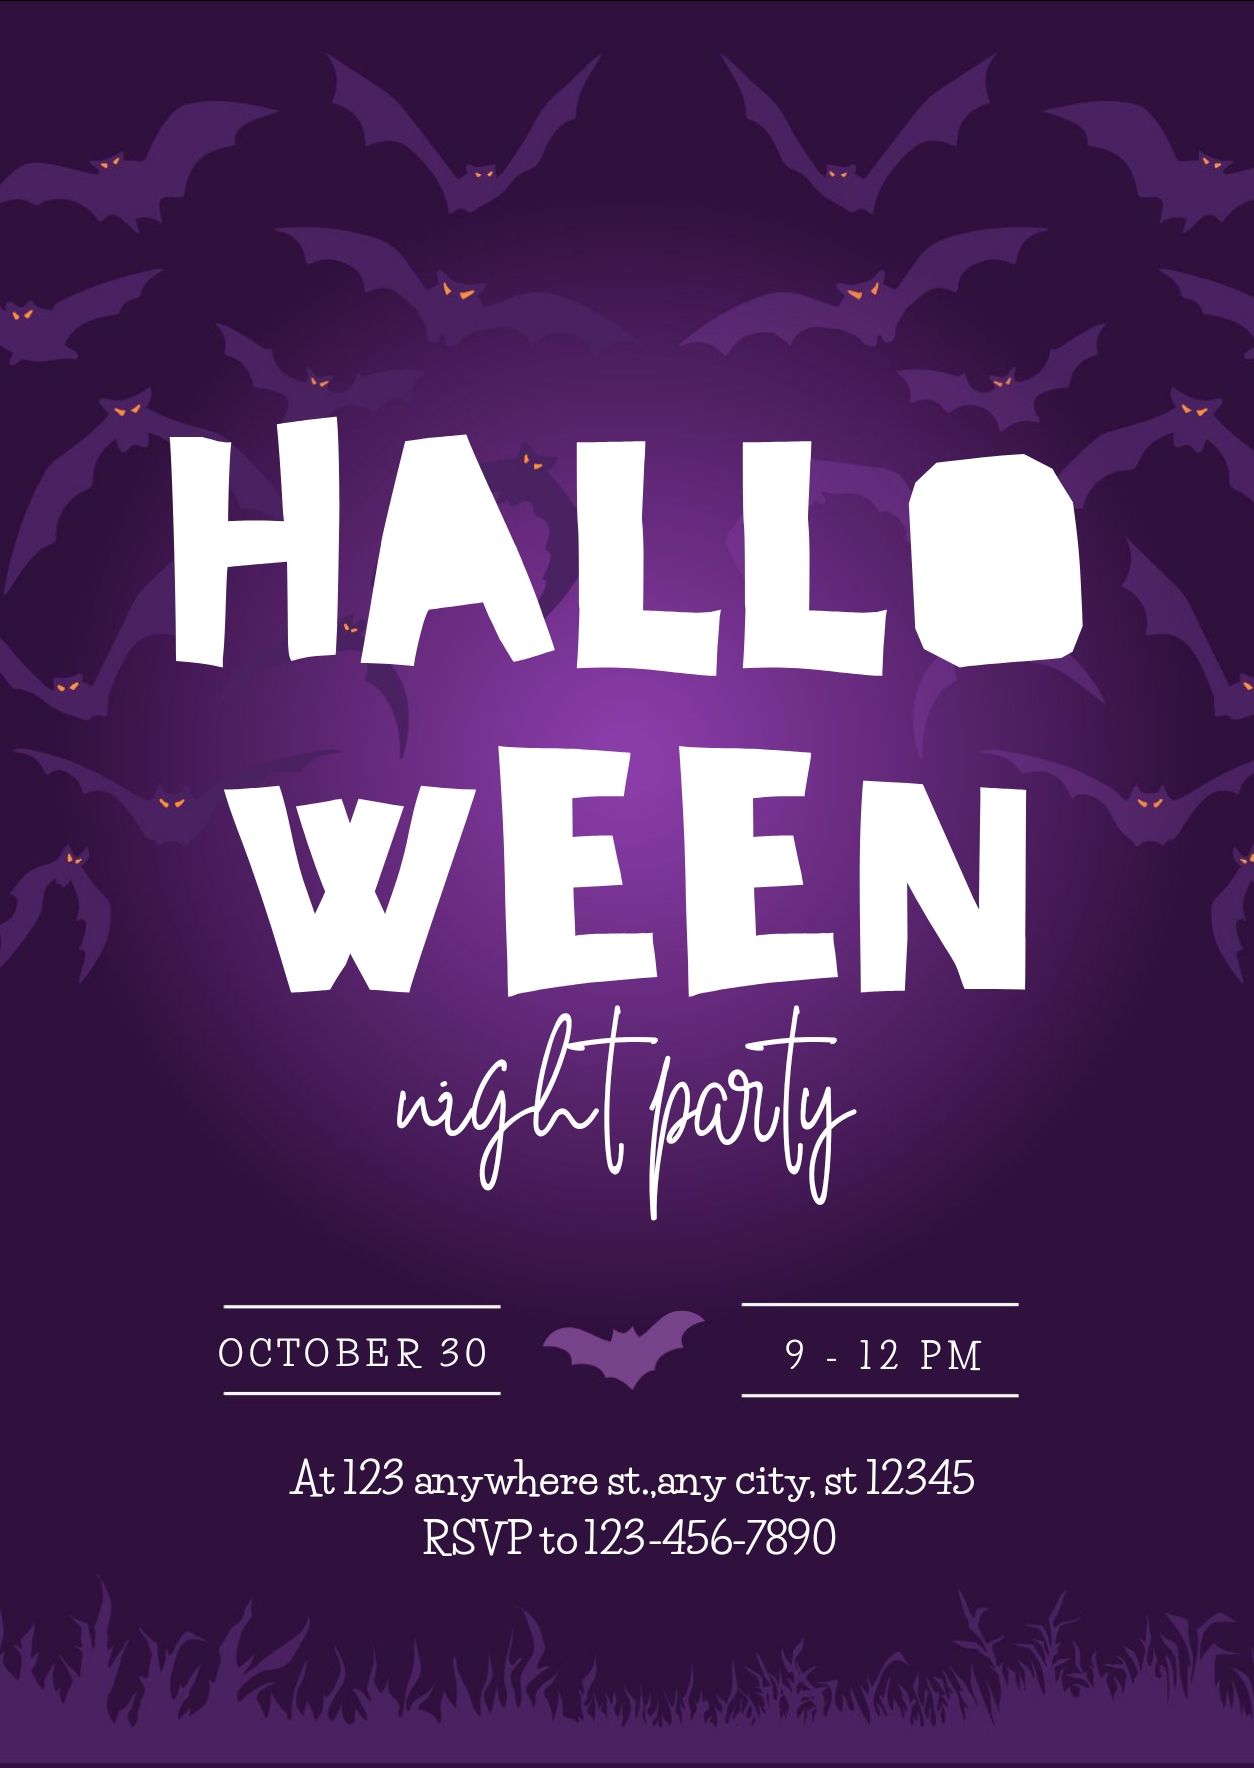 HALLO
WEEN
night party
OCTOBER 30
9 - 12 PM
At 123 anywhere st.,any city, st 12345
RSVP to 123-456-7890